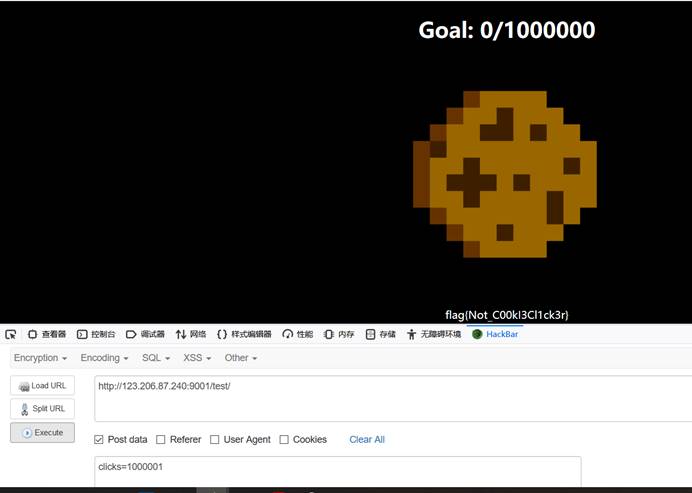 Goal: 0/1000000
flag{Not_C00kI3Cl1ck3r}
查看器 控制台 调试器 网络 样式编辑器 性能 内存 存储 无障碍环境 HackBar
Encryption Encoding SQL XSS Other
Load URL
http://123.206.87.240:9001/test/
Split URL
Execute
Post data Referer User Agent Cookies Clear All
clicks=1000001